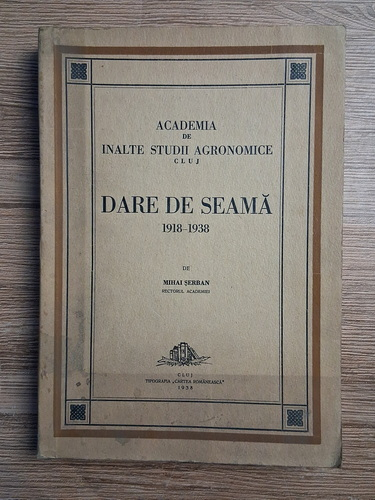 ACADEMIA
DE
INALTE STUDII AGRONOMICE
CLUJ
DARE DE SEAMĂ
1918-1938
DE
MIHAI ȘERBAN
RECTORUL ACADEMIEI
CLUJ
TIPOGRAFIA „CARTEA ROMÂNEASCĂ"
1938